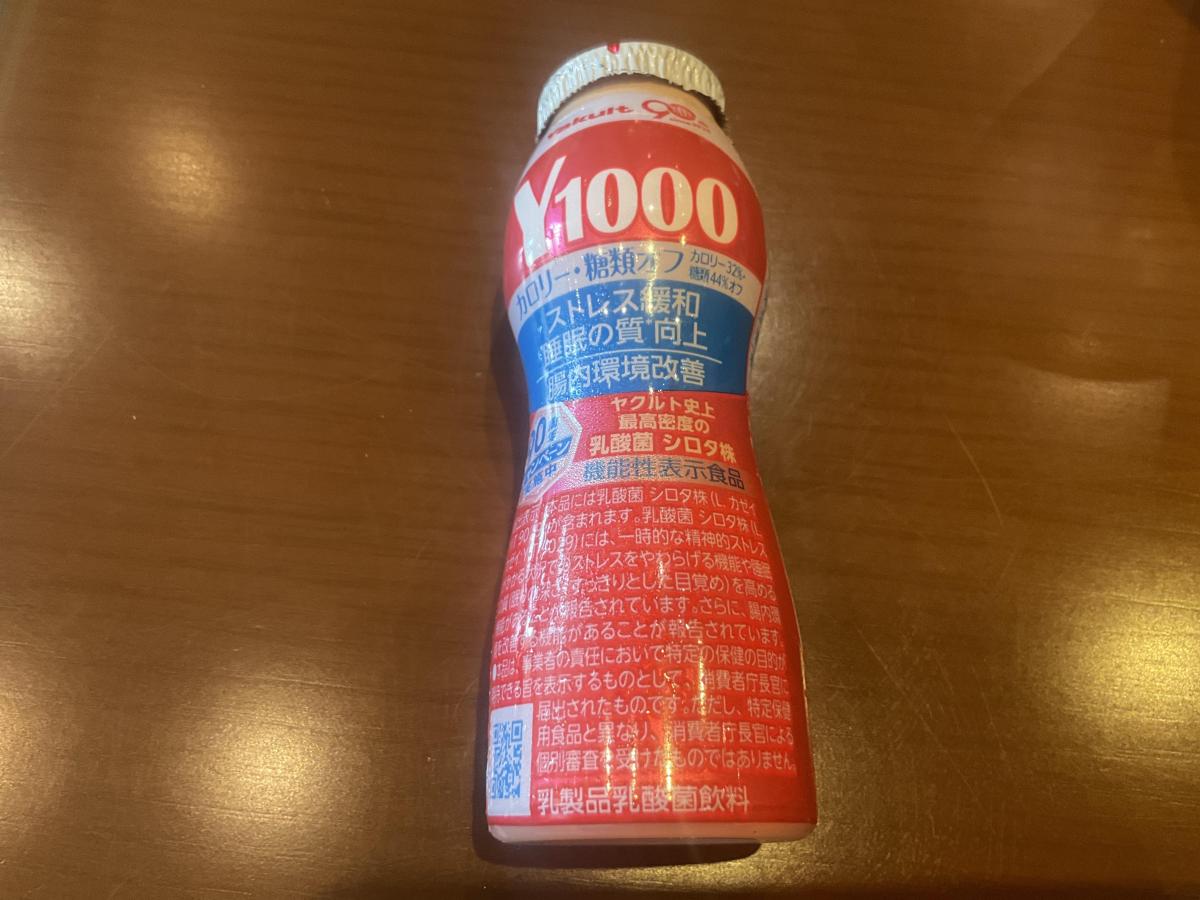 Yakult 90
Y1000
カロリー・糖類オフ
カロリー32%・
糖類44%オフ
ストレス緩和
睡眠の質*向上
腸内環境改善
ヤクルト史上
最高密度の
乳酸菌 シロタ株
機能性表示食品
本品には乳酸菌 シロタ株(L. カゼイ
が含まれます。乳酸菌 シロタ株(L.
には、一時的な精神的ストレス
ストレスをやわらげる機能や睡眠
すっきりとした目覚め)を高める
が報告されています。さらに、腸内環
改善する機能があることが報告されています。
●本品は、事業者の責任において特定の保健の目的が
期待できる旨を表示するものとして、消費者庁長官に
届出されたものです。ただし、特定保健
用食品と異なり、消費者庁長官による
個別審査を受けたものではありません。
乳製品乳酸菌飲料